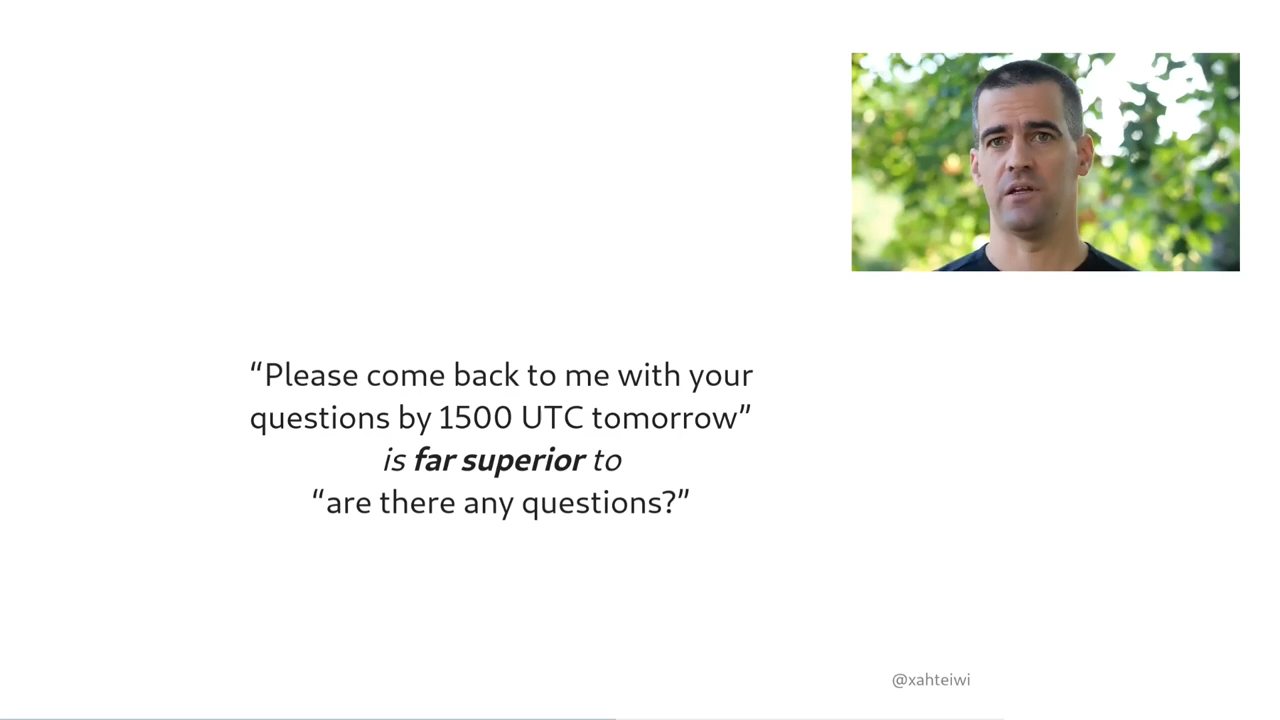 “Please come back to me with your
questions by 1500 UTC tomorrow”
is far superior to
“are there any questions?”
@xahteiwi